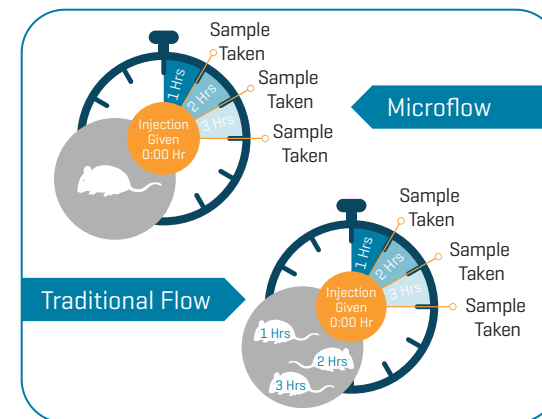 Sample
Taken
Sample
Taken
Sample
Taken
1 Hrs
2 Hrs
3 Hrs
Injection
Given
0:00 Hr
Microflow
Sample
Taken
Sample
Taken
Sample
Taken
1 Hrs
2 Hrs
3 Hrs
Injection
Given
0:00 Hr
Traditional Flow
1 Hrs
2 Hrs
3 Hrs